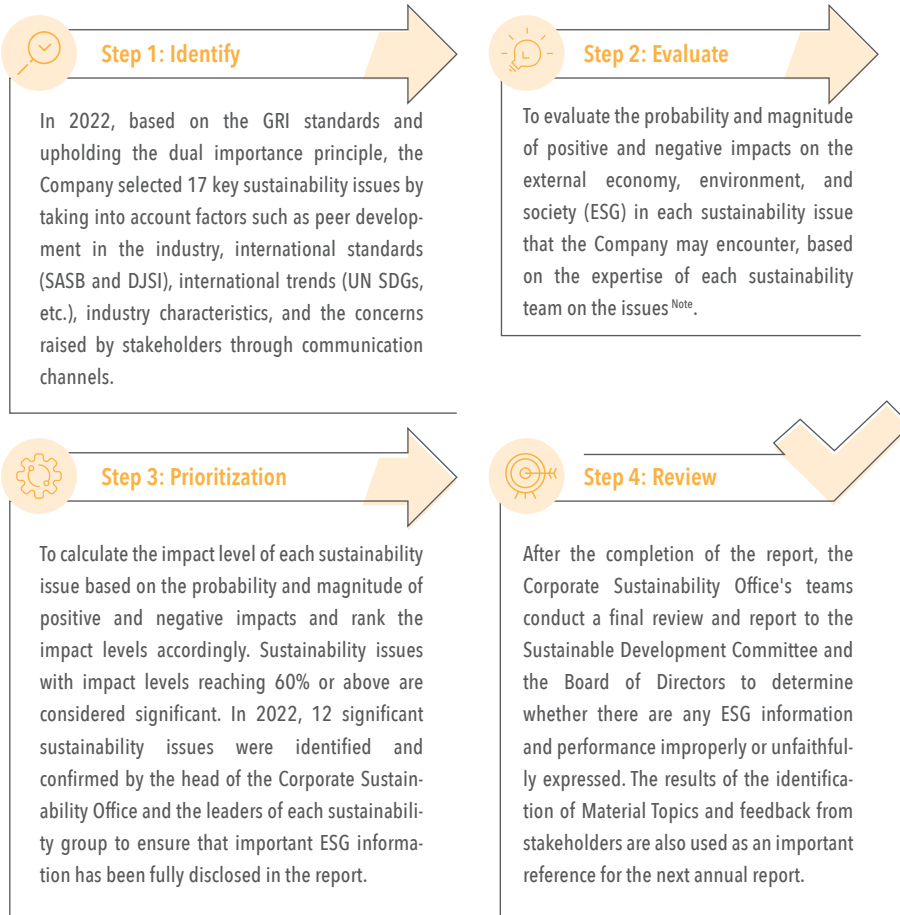 Step 1: Identify
In 2022, based on the GRI standards and
upholding the dual importance principle, the
Company selected 17 key sustainability issues by
taking into account factors such as peer develop-
ment in the industry, international standards
(SASB and DJSI), international trends (UN SDGs,
etc.), industry characteristics, and the concerns
raised by stakeholders through communication
channels.
Step 2: Evaluate
To evaluate the probability and magnitude
of positive and negative impacts on the
external economy, environment, and
society (ESG) in each sustainability issue
that the Company may encounter, based
on the expertise of each sustainability
team on the issues Note.
Step 3: Prioritization
To calculate the impact level of each sustainability
issue based on the probability and magnitude of
positive and negative impacts and rank the
impact levels accordingly. Sustainability issues
with impact levels reaching 60% or above are
considered significant. In 2022, 12 significant
sustainability issues were identified and
confirmed by the head of the Corporate Sustain-
ability Office and the leaders of each sustainabili-
ty group to ensure that important ESG informa-
tion has been fully disclosed in the report.
Step 4: Review
After the completion of the report, the
Corporate Sustainability Office's teams
conduct a final review and report to the
Sustainable Development Committee and
the Board of Directors to determine
whether there are any ESG information
and performance improperly or unfaithful-
ly expressed. The results of the identifica-
tion of Material Topics and feedback from
stakeholders are also used as an important
reference for the next annual report.